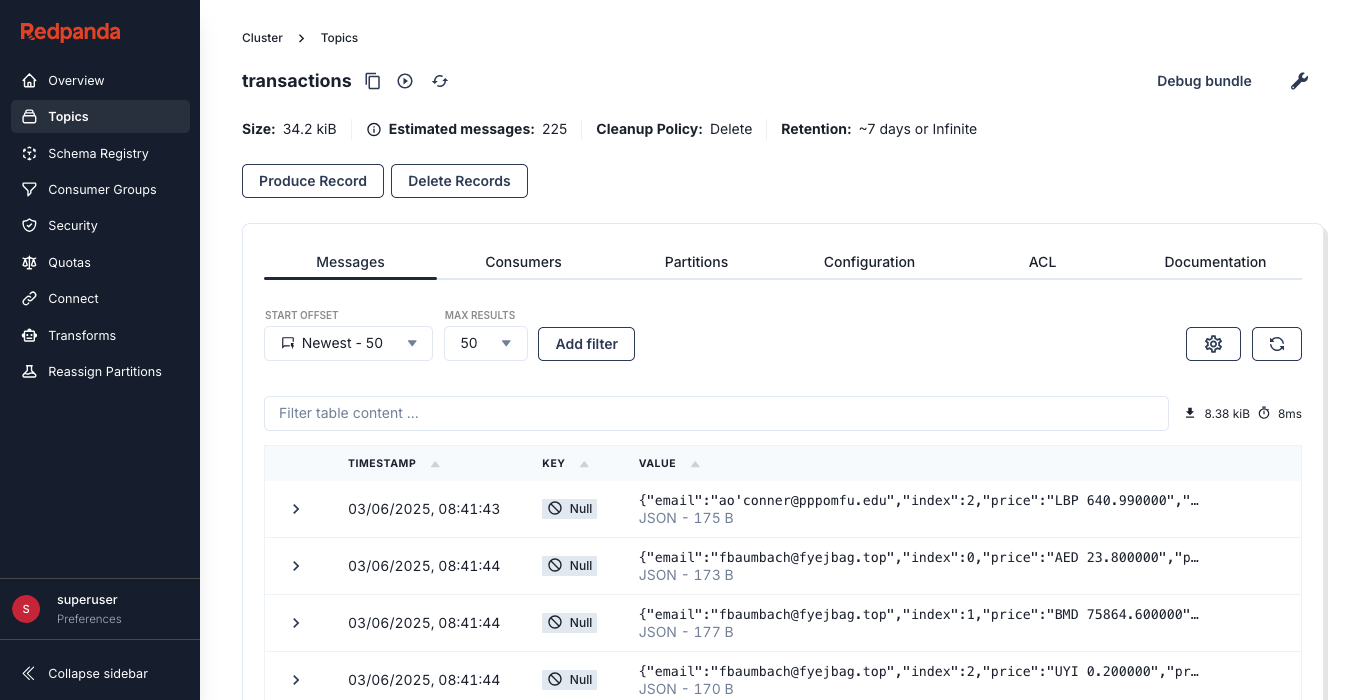 Redpanda
Overview
Topics
Schema Registry
Consumer Groups
Security
Quotas
Connect
Transforms
Reassign Partitions
S
superuser
Preferences
Collapse sidebar
Cluster > Topics
transactions
Debug bundle
Size: 34.2 kiB Estimated messages: 225 Cleanup Policy: Delete Retention: ~7 days or Infinite
Produce Record Delete Records
Messages Consumers Partitions Configuration ACL Documentation
START OFFSET MAX RESULTS
Newest - 50 50 Add filter
Filter table content ... 8.38 kiB 8ms
TIMESTAMP KEY VALUE
03/06/2025, 08:41:43 Null {"email":"ao'conner@pppomfu.edu","index":2,"price":"LBP 640.990000","…
JSON - 175 B
03/06/2025, 08:41:44 Null {"email":"fbaumbach@fyejbag.top","index":0,"price":"AED 23.800000","p…
JSON - 173 B
03/06/2025, 08:41:44 Null {"email":"fbaumbach@fyejbag.top","index":1,"price":"BMD 75864.600000"…
JSON - 177 B
03/06/2025, 08:41:44 Null {"email":"fbaumbach@fyejbag.top","index":2,"price":"UYI 0.200000","pr…
JSON - 170 B